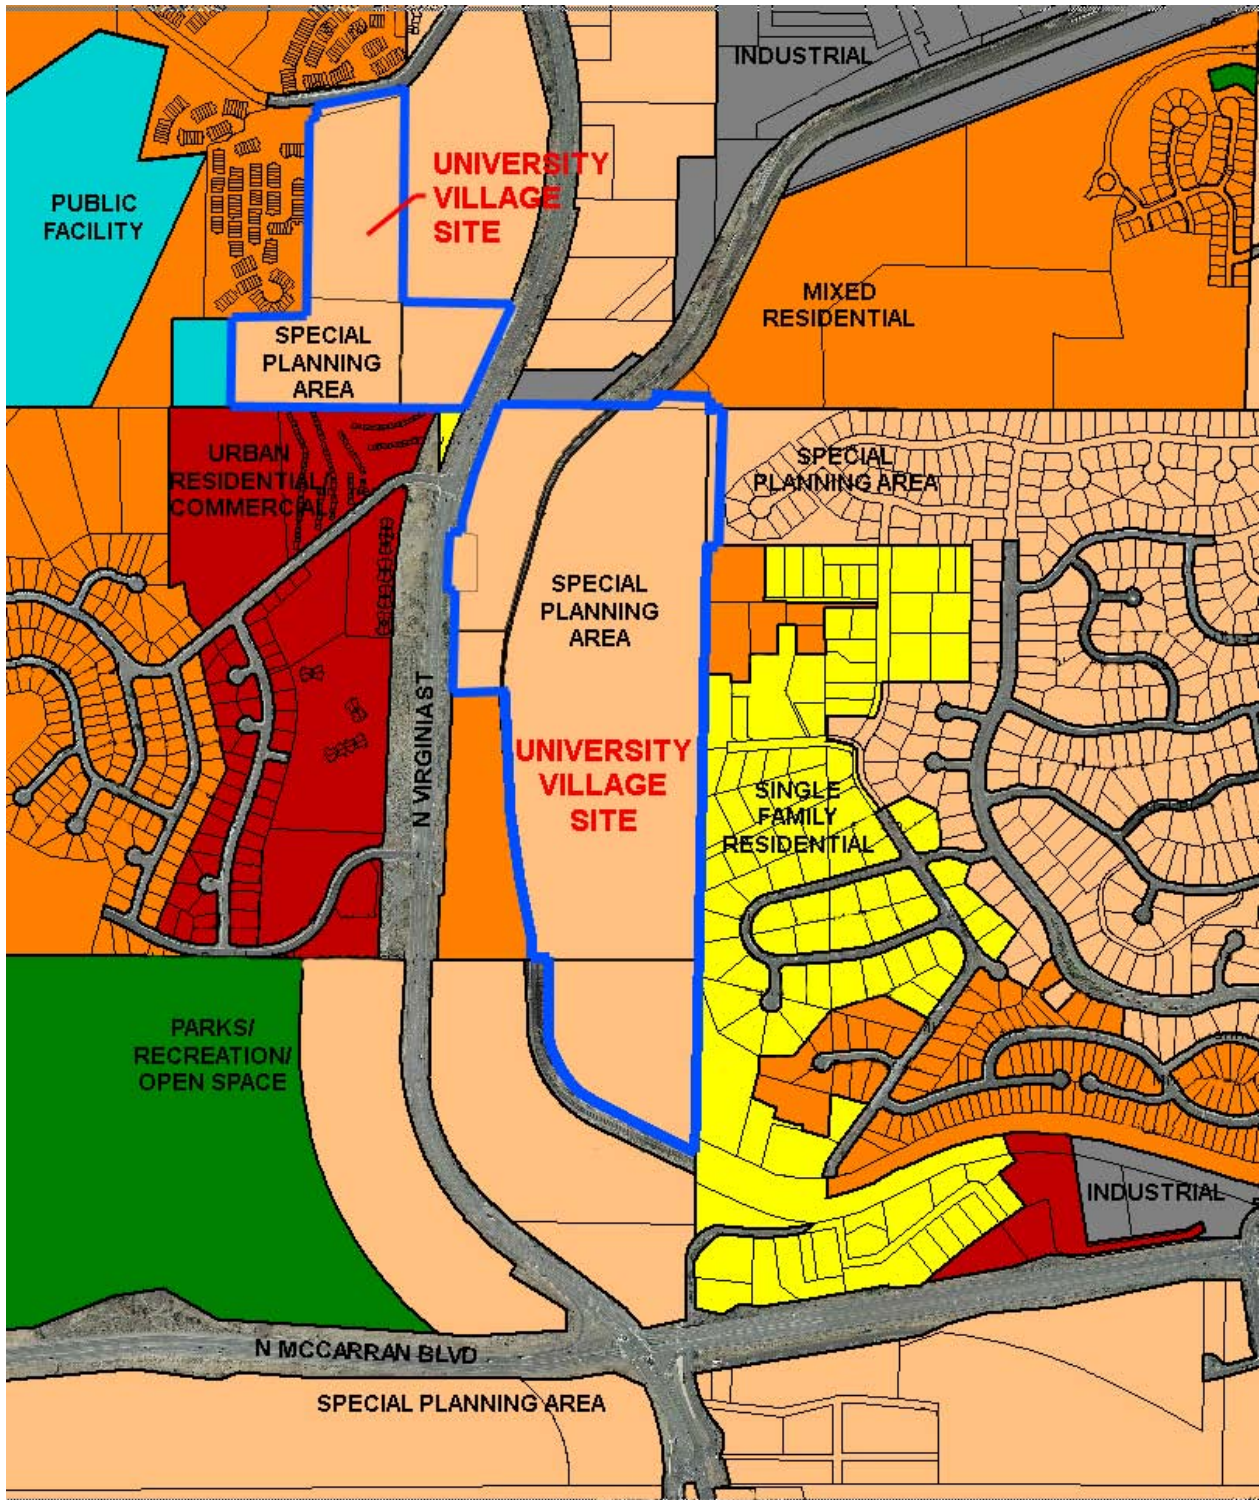 INDUSTRIAL
UNIVERSITY
VILLAGE
SITE
PUBLIC
FACILITY
MIXED
RESIDENTIAL
SPECIAL
PLANNING
AREA
URBAN
RESIDENTIAL/
COMMERCIAL
SPECIAL
PLANNING AREA
SPECIAL
PLANNING
AREA
N VIRGINIA ST
UNIVERSITY
VILLAGE
SITE
SINGLE
FAMILY
RESIDENTIAL
PARKS/
RECREATION/
OPEN SPACE
INDUSTRIAL
N MCCARRAN BLVD
SPECIAL PLANNING AREA